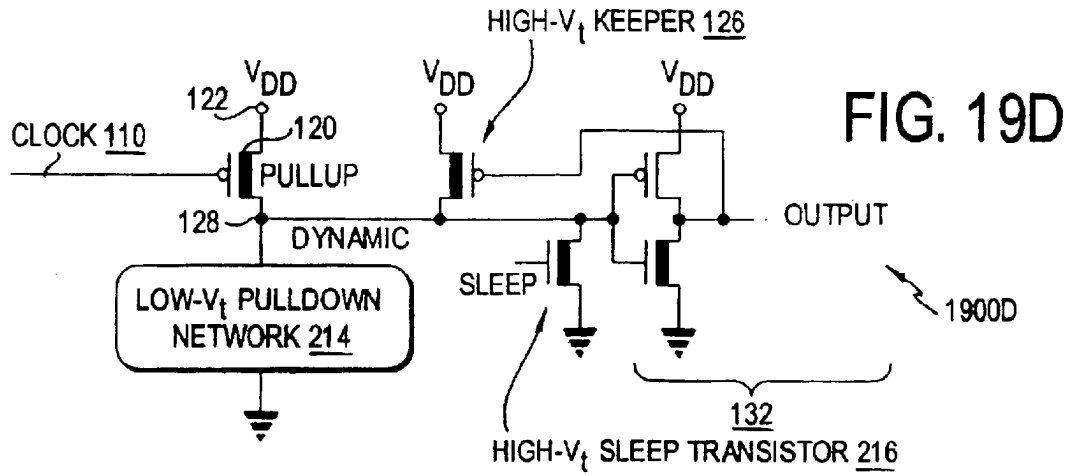 HIGH-Vt KEEPER 126
VDD VDD VDD
FIG. 19D
122
120
CLOCK 110
PULLUP
128
DYNAMIC
OUTPUT
SLEEP
LOW-Vt PULLDOWN
NETWORK 214
1900D
132
HIGH-Vt SLEEP TRANSISTOR 216